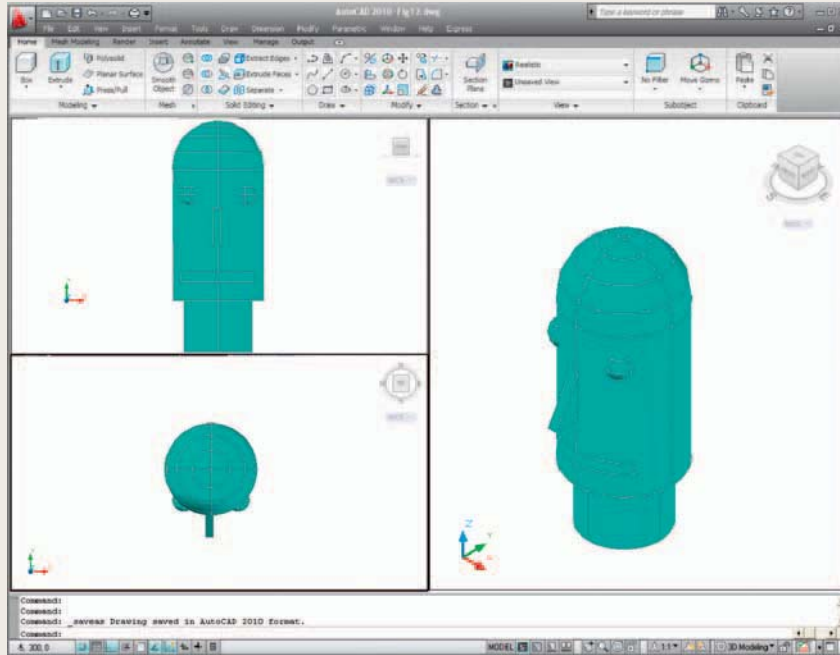 AutoCAD 2010 Fig13.dwg
Type a keyword or phrase
File Edit View Insert Format Tools Draw Dimension Modify Parametric Window Help Express
Home Mesh Modeling Render Insert Annotate View Manage Output
Box
Extrude
Polysolid
Planar Surface
Press/Pull
Smooth Object
Extract Edges
Extrude Faces
Separate
Section Plane
Realistic
Unsaved View
No Filter
Move Gizmo
Paste
Modeling
Mesh
Solid Editing
Draw
Modify
Section
View
Subobject
Clipboard
Z
Y
Command:
Command:
Command: _saveas Drawing saved in AutoCAD 2010 format.
Command:
MODEL
1:1
3D Modeling